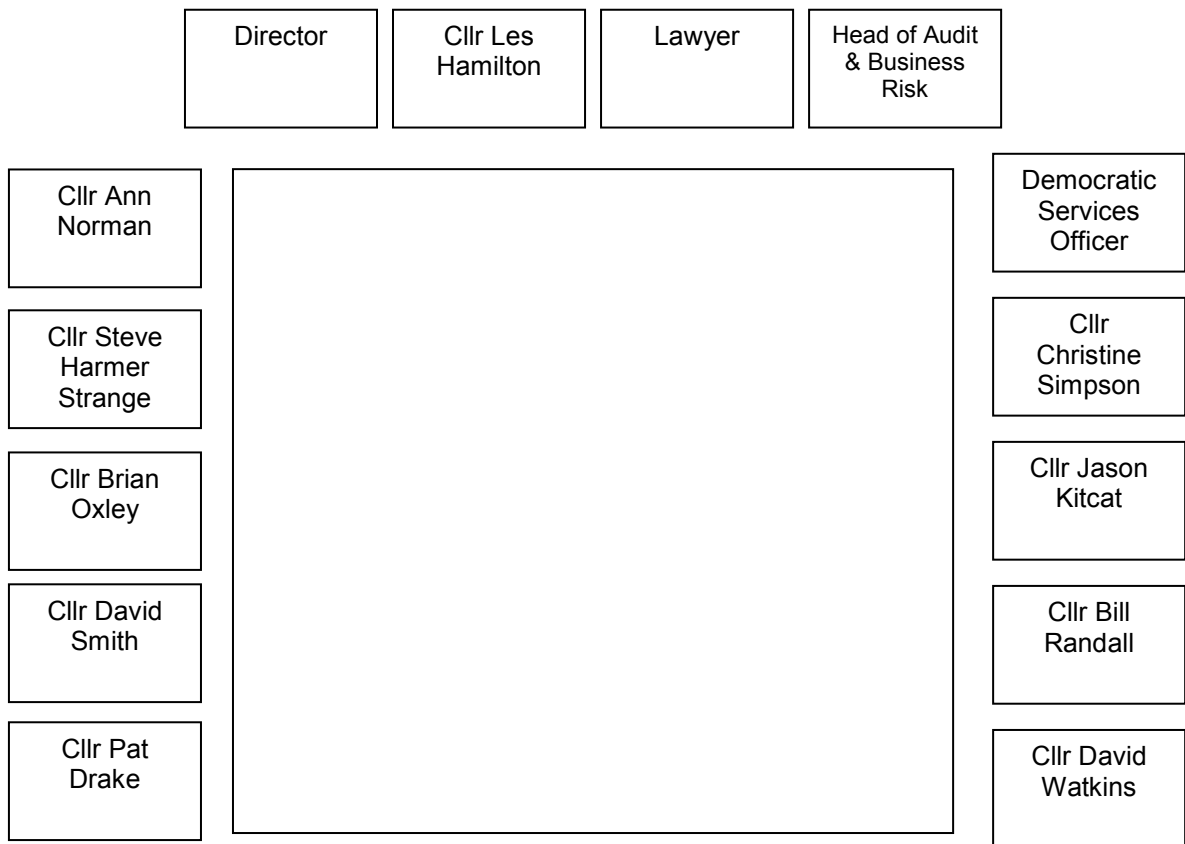 Director
Cllr Les
Hamilton
Lawyer
Head of Audit
& Business
Risk
Cllr Ann
Norman
Cllr Steve
Harmer
Strange
Cllr Brian
Oxley
Cllr David
Smith
Cllr Pat
Drake
Democratic
Services
Officer
Cllr
Christine
Simpson
Cllr Jason
Kitcat
Cllr Bill
Randall
Cllr David
Watkins